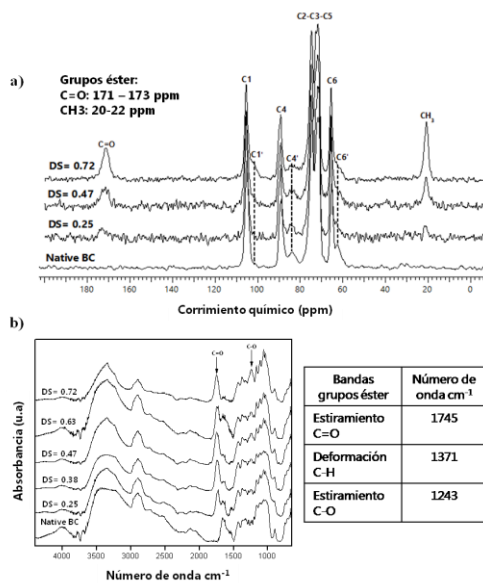 a)
Grupos éster:
C=O: 171 – 173 ppm
CH3: 20-22 ppm
C2-C3-C5
C1
C4
C6
C=O
C1'
C4'
C6'
CH3
DS= 0.72
DS= 0.47
DS= 0.25
Native BC
180 160 140 120 100 80 60 40 20 0
Corrimiento químico (ppm)
b)
C=O
C-O
DS= 0.72
DS= 0.63
DS= 0.47
DS= 0.38
DS= 0.25
Native BC
Absorbancia (u.a)
4000 3500 3000 2500 2000 1500 1000
Número de onda cm-1
Bandas grupos éster
Número de onda cm-1
Estiramiento C=O
1745
Deformación C-H
1371
Estiramiento C-O
1243